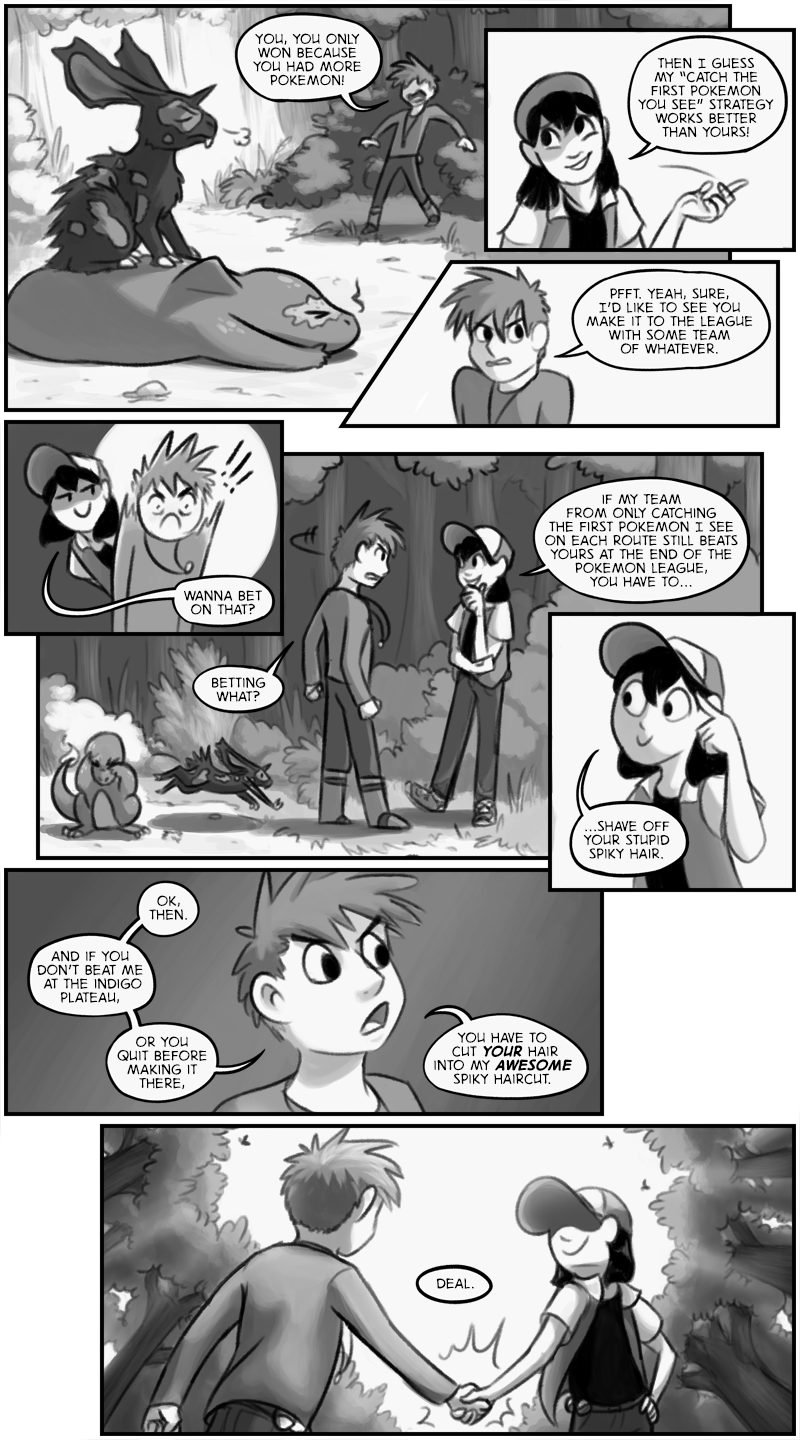 YOU, YOU ONLY
WON BECAUSE
YOU HAD MORE
POKEMON!
THEN I GUESS
MY "CATCH THE
FIRST POKEMON
YOU SEE" STRATEGY
WORKS BETTER
THAN YOURS!
PFFT. YEAH, SURE,
I'D LIKE TO SEE YOU
MAKE IT TO THE LEAGUE
WITH SOME TEAM
OF WHATEVER.
WANNA BET
ON THAT?
BETTING
WHAT?
IF MY TEAM
FROM ONLY CATCHING
THE FIRST POKEMON I SEE
ON EACH ROUTE STILL BEATS
YOURS AT THE END OF THE
POKEMON LEAGUE,
YOU HAVE TO...
...SHAVE OFF
YOUR STUPID
SPIKY HAIR.
OK,
THEN.
AND IF YOU
DON'T BEAT ME
AT THE INDIGO
PLATEAU,
OR YOU
QUIT BEFORE
MAKING IT
THERE,
YOU HAVE TO
CUT YOUR HAIR
INTO MY AWESOME
SPIKY HAIRCUT.
DEAL.